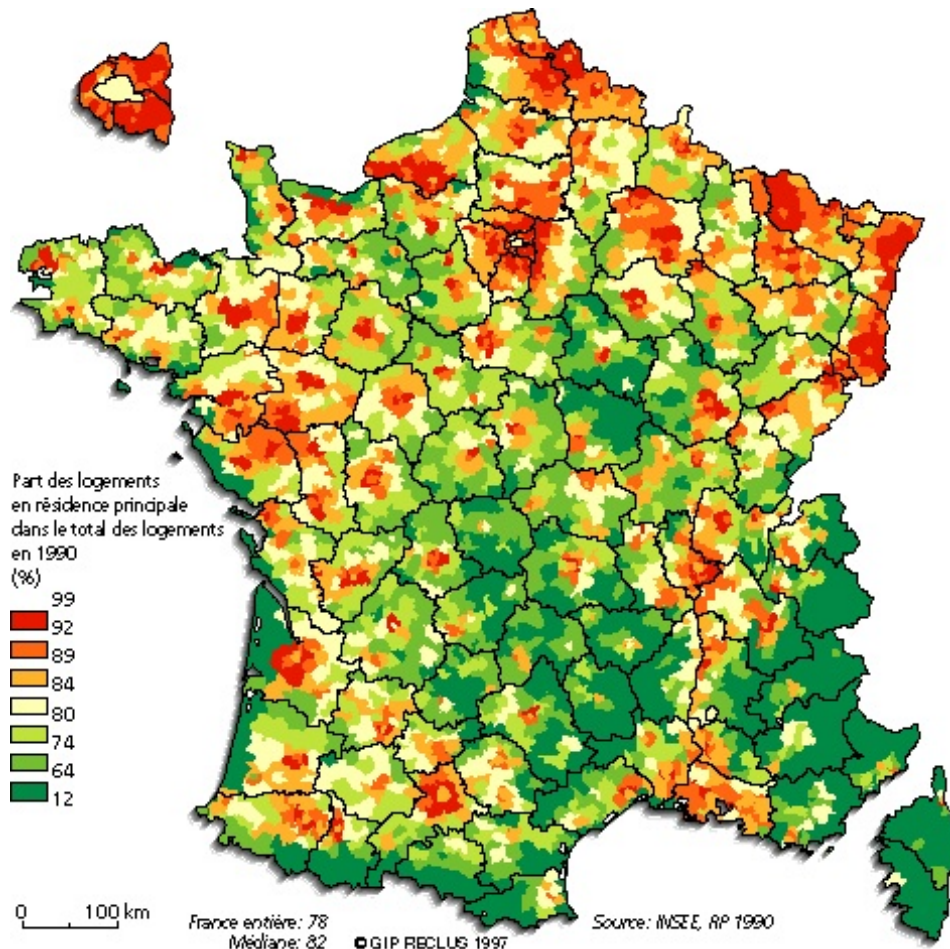 Part des logements
en résidence principale
dans le total des logements
en 1990
(%)
99
92
89
84
80
74
64
12
0 100 km
France entière: 78
Médiane: 82
© GIP RECLUS 1997
Source: INSEE, RP 1990